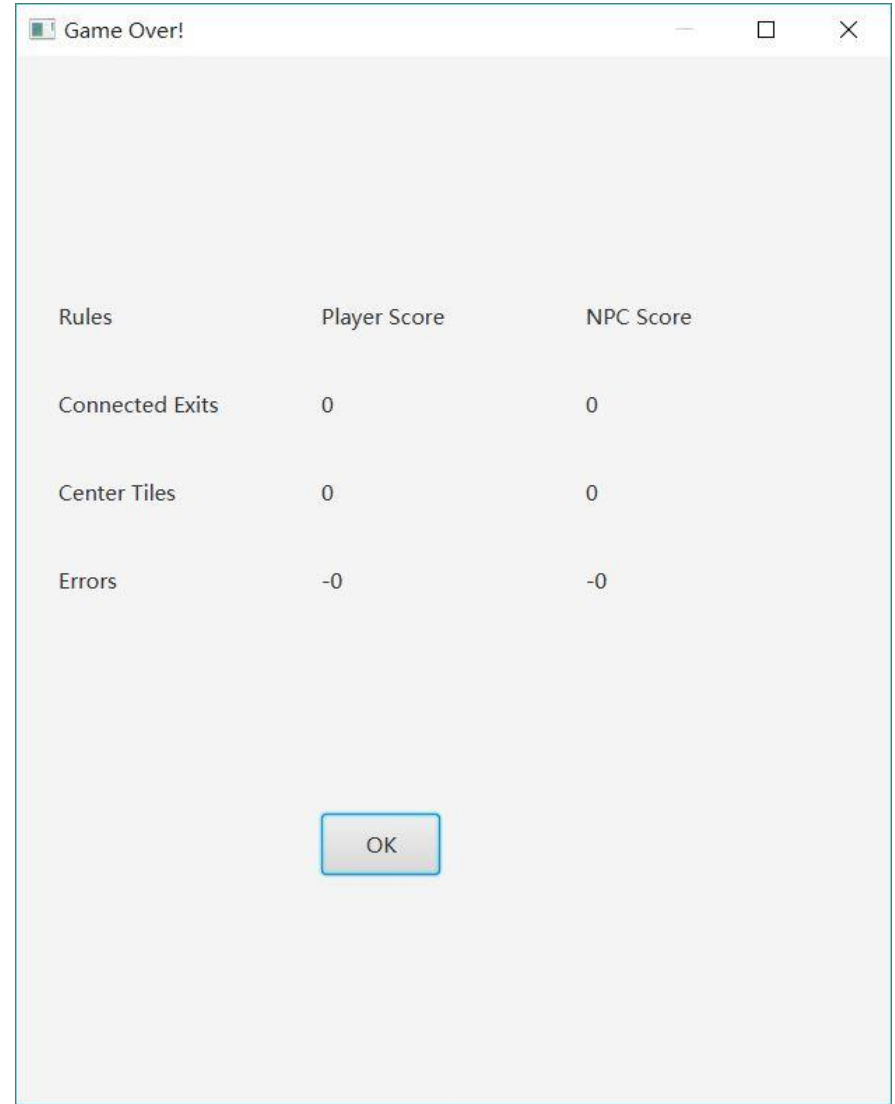 Game Over!
Rules Player Score NPC Score
Connected Exits 0 0
Center Tiles 0 0
Errors -0 -0
OK